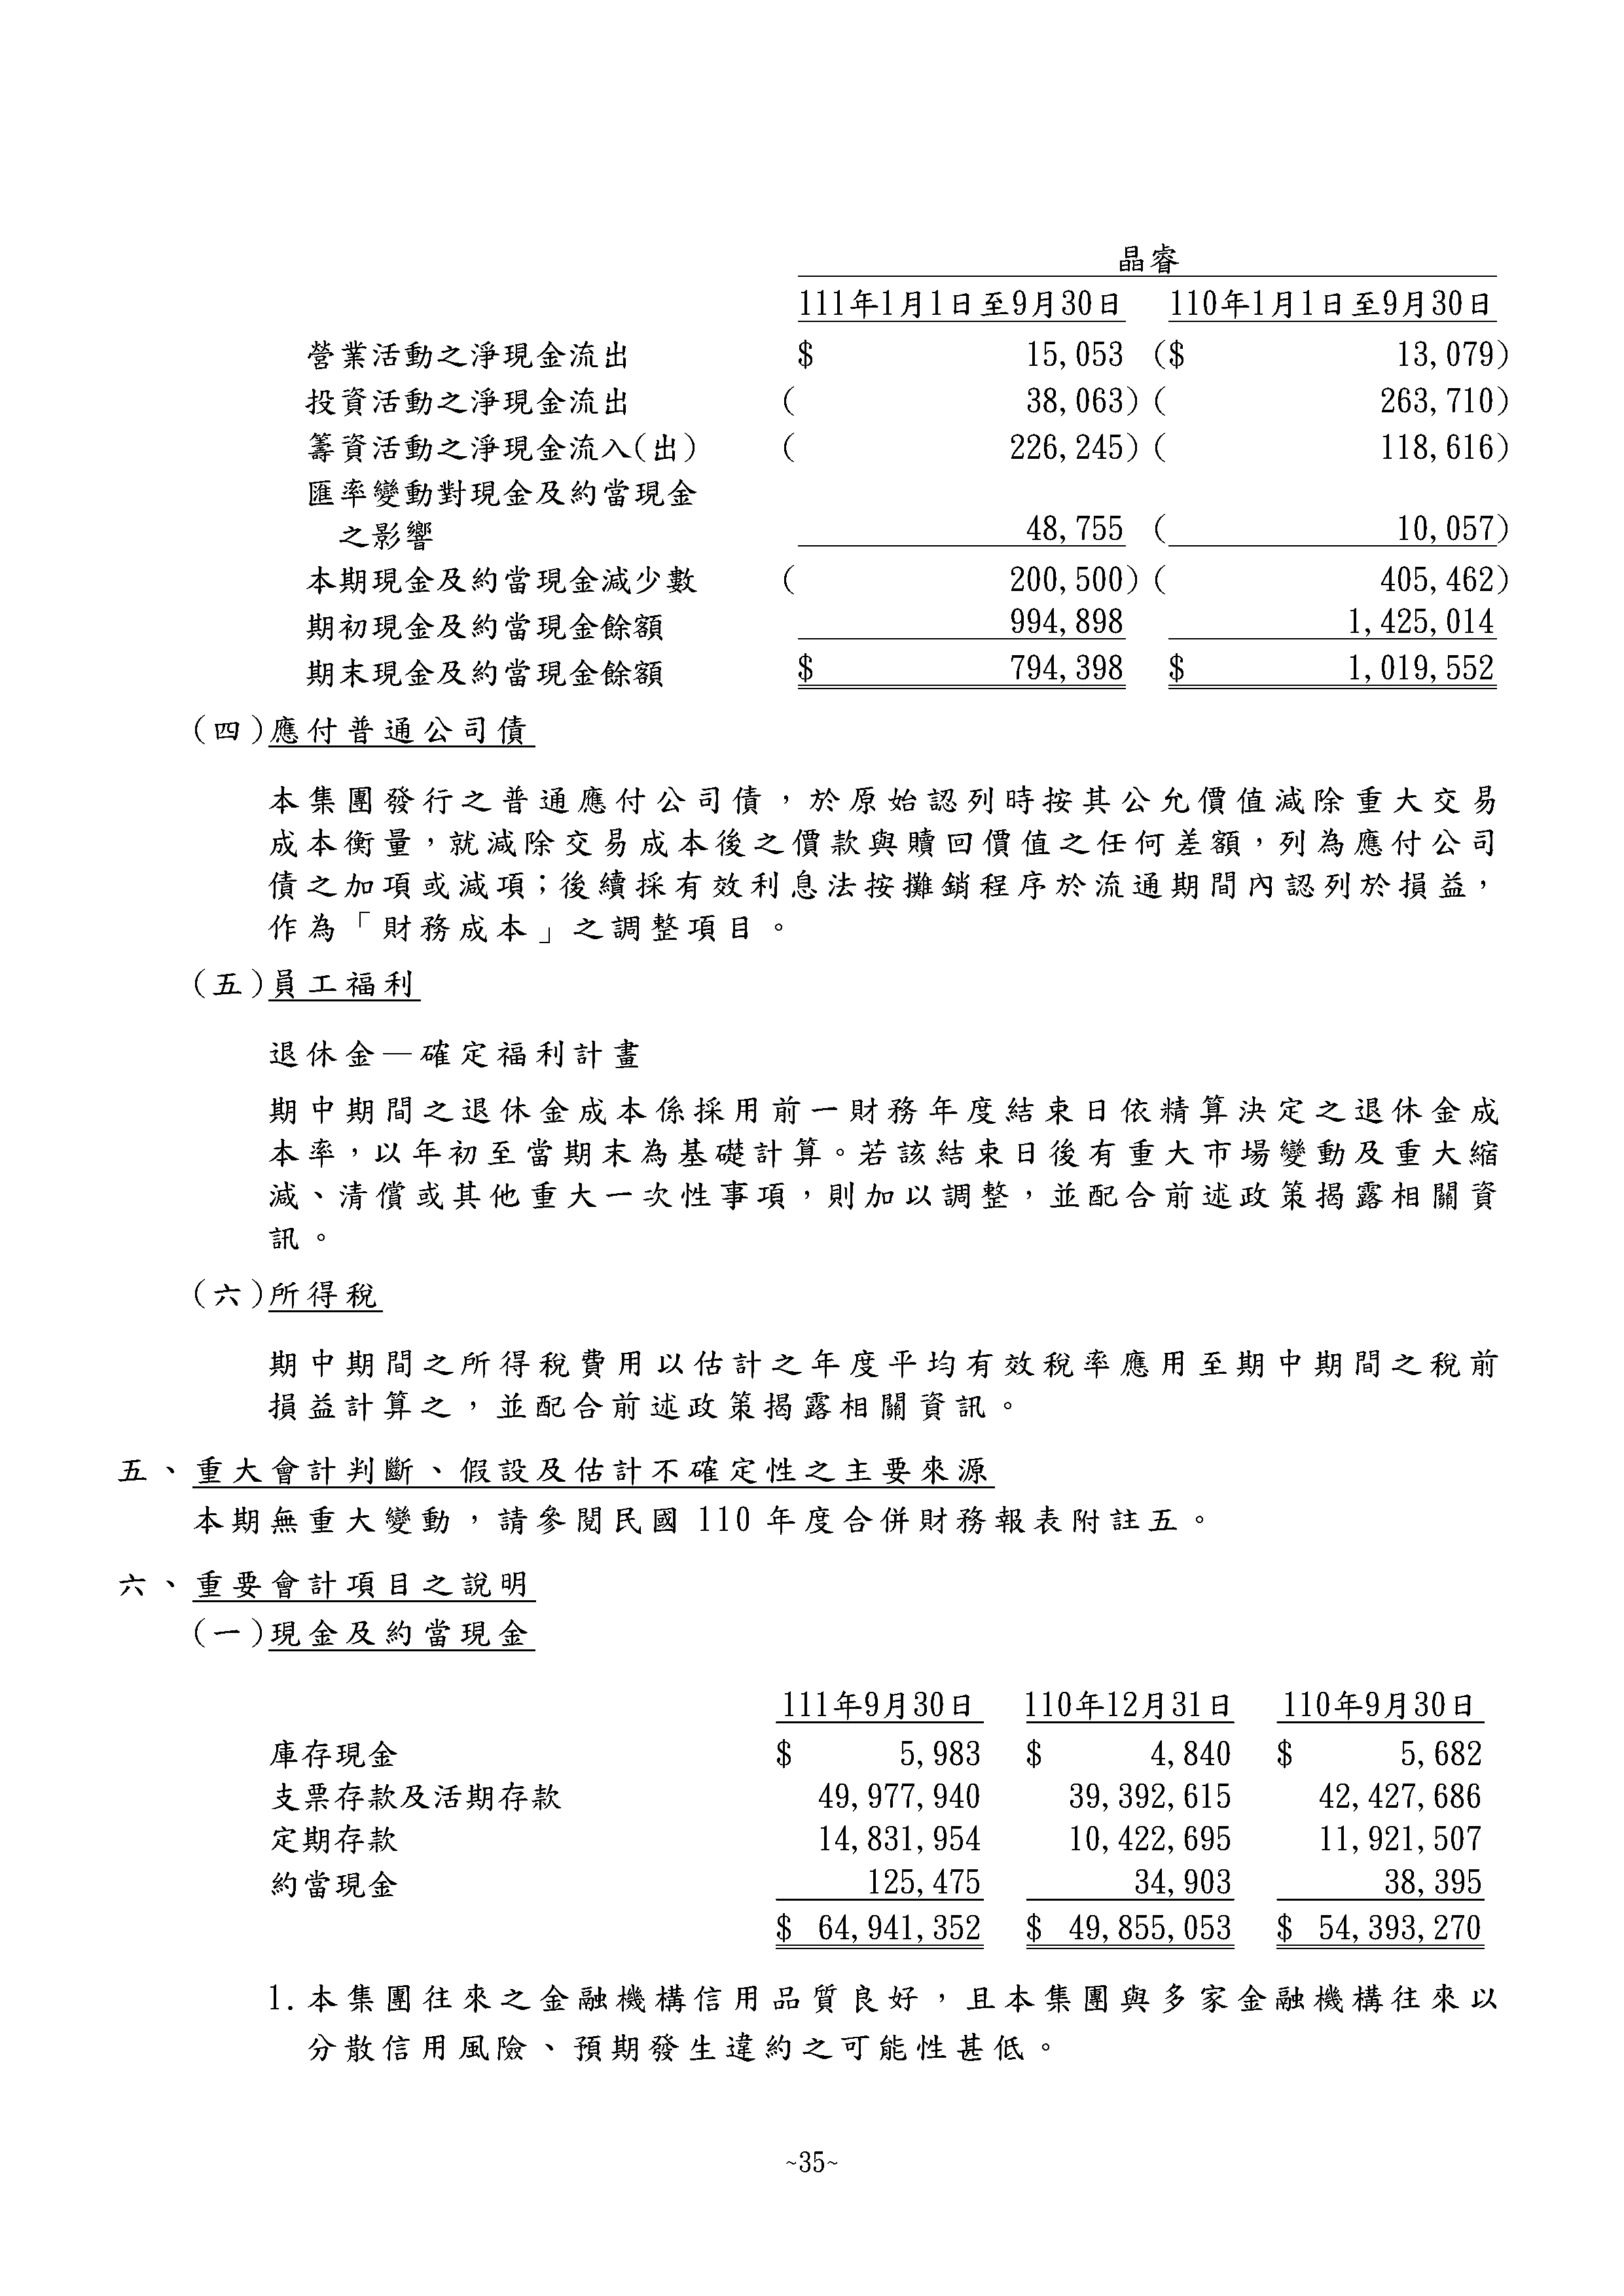 晶睿
111年1月1日至9月30日 110年1月1日至9月30日
營業活動之淨現金流出 $ 15,053 ($ 13,079)
投資活動之淨現金流出 ( 38,063) ( 263,710)
籌資活動之淨現金流入(出) ( 226,245) ( 118,616)
匯率變動對現金及約當現金
之影響 48,755 ( 10,057)
本期現金及約當現金減少數 ( 200,500) ( 405,462)
期初現金及約當現金餘額 994,898 1,425,014
期末現金及約當現金餘額 $ 794,398 $ 1,019,552
(四)應付普通公司債
本集團發行之普通應付公司債，於原始認列時按其公允價值減除重大交易
成本衡量，就減除交易成本後之價款與贖回價值之任何差額，列為應付公司
債之加項或減項；後續採有效利息法按攤銷程序於流通期間內認列於損益，
作為「財務成本」之調整項目。
(五)員工福利
退休金—確定福利計畫
期中期間之退休金成本係採用前一財務年度結束日依精算決定之退休金成
本率，以年初至當期末為基礎計算。若該結束日後有重大市場變動及重大縮
減、清償或其他重大一次性事項，則加以調整，並配合前述政策揭露相關資
訊。
(六)所得稅
期中期間之所得稅費用以估計之年度平均有效稅率應用至期中期間之稅前
損益計算之，並配合前述政策揭露相關資訊。
五、重大會計判斷、假設及估計不確定性之主要來源
本期無重大變動，請參閱民國 110 年度合併財務報表附註五。
六、重要會計項目之說明
(一)現金及約當現金
111年9月30日 110年12月31日 110年9月30日
庫存現金 $ 5,983 $ 4,840 $ 5,682
支票存款及活期存款 49,977,940 39,392,615 42,427,686
定期存款 14,831,954 10,422,695 11,921,507
約當現金 125,475 34,903 38,395
$ 64,941,352 $ 49,855,053 $ 54,393,270
1.本集團往來之金融機構信用品質良好，且本集團與多家金融機構往來以
分散信用風險、預期發生違約之可能性甚低。
~35~